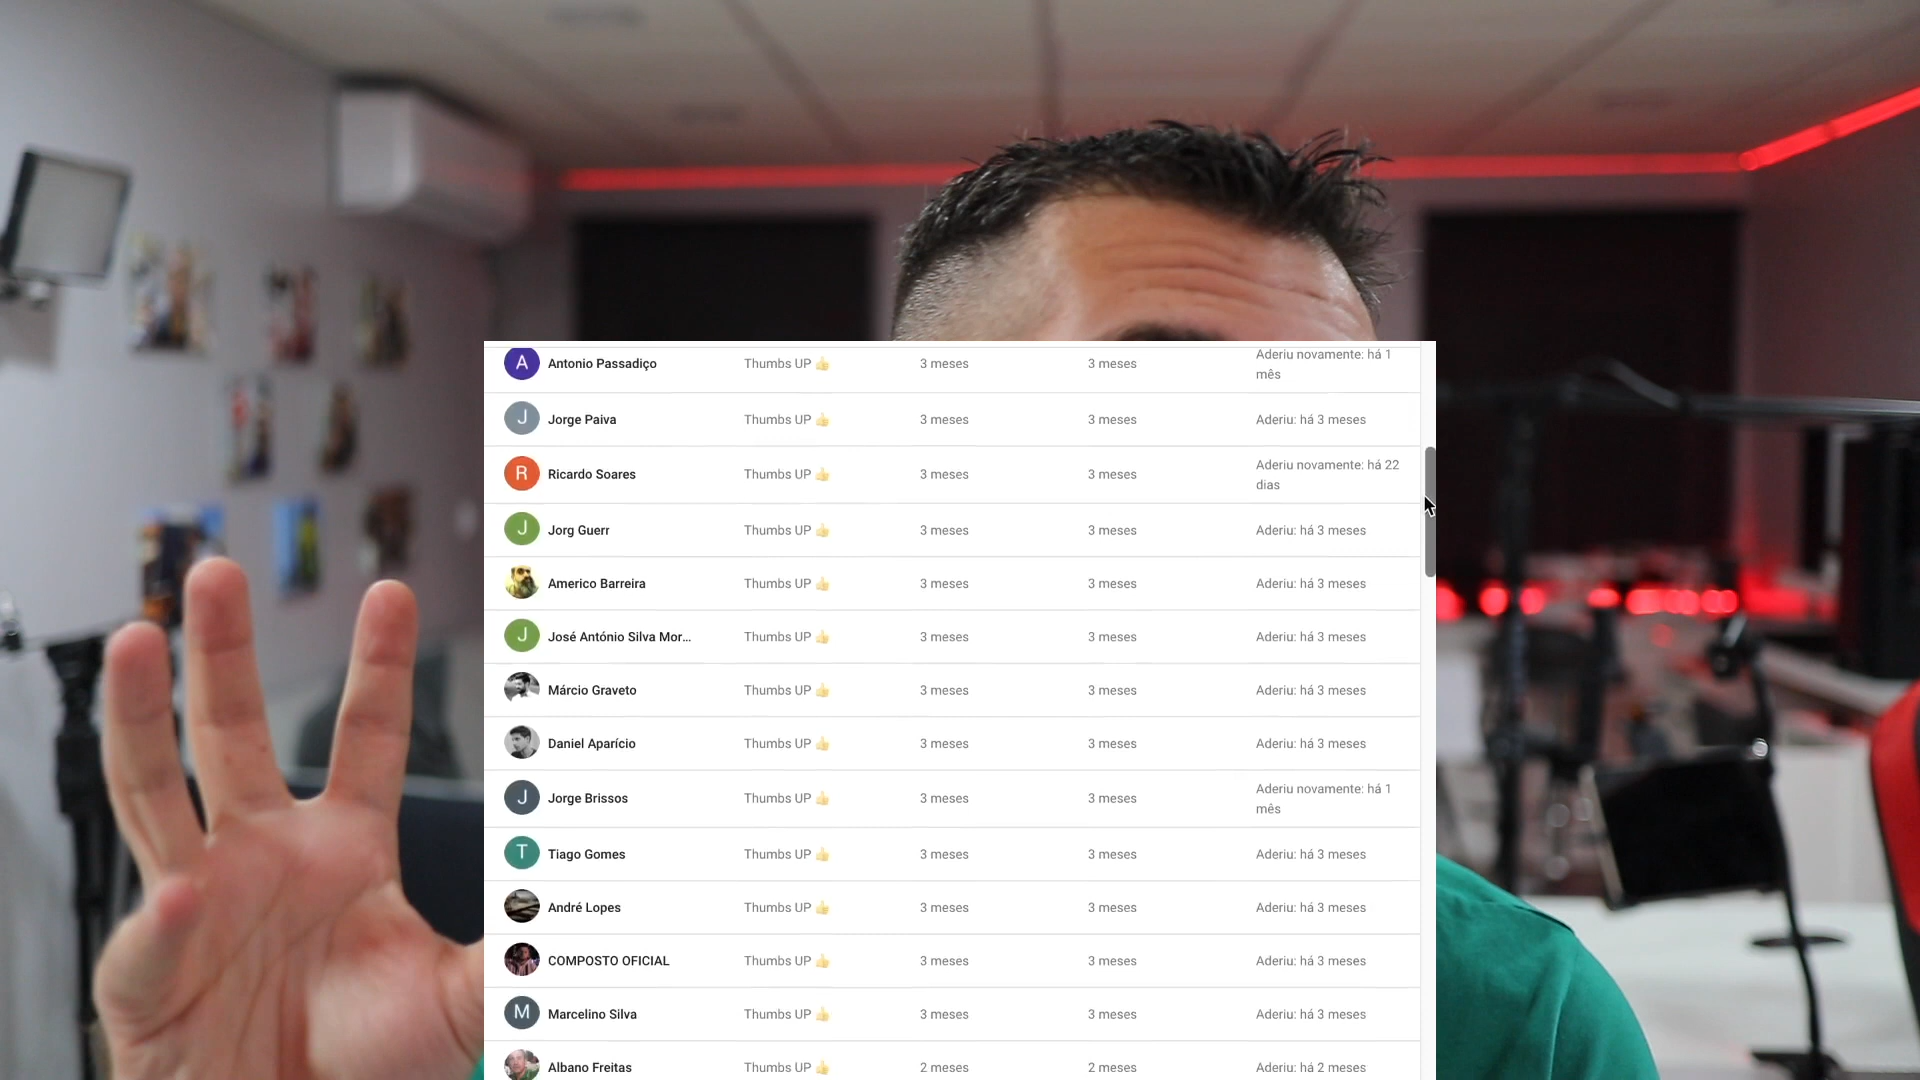 A Antonio Passadiço Thumbs UP 👍 3 meses 3 meses Aderiu novamente: há 1
mês
J Jorge Paiva Thumbs UP 👍 3 meses 3 meses Aderiu: há 3 meses
R Ricardo Soares Thumbs UP 👍 3 meses 3 meses Aderiu novamente: há 22
dias
J Jorg Guerr Thumbs UP 👍 3 meses 3 meses Aderiu: há 3 meses
Americo Barreira Thumbs UP 👍 3 meses 3 meses Aderiu: há 3 meses
J José António Silva Mor... Thumbs UP 👍 3 meses 3 meses Aderiu: há 3 meses
Márcio Graveto Thumbs UP 👍 3 meses 3 meses Aderiu: há 3 meses
Daniel Aparício Thumbs UP 👍 3 meses 3 meses Aderiu: há 3 meses
J Jorge Brissos Thumbs UP 👍 3 meses 3 meses Aderiu novamente: há 1
mês
T Tiago Gomes Thumbs UP 👍 3 meses 3 meses Aderiu: há 3 meses
André Lopes Thumbs UP 👍 3 meses 3 meses Aderiu: há 3 meses
COMPOSTO OFICIAL Thumbs UP 👍 3 meses 3 meses Aderiu: há 3 meses
M Marcelino Silva Thumbs UP 👍 3 meses 3 meses Aderiu: há 3 meses
Albano Freitas Thumbs UP 👍 2 meses 2 meses Aderiu: há 2 meses